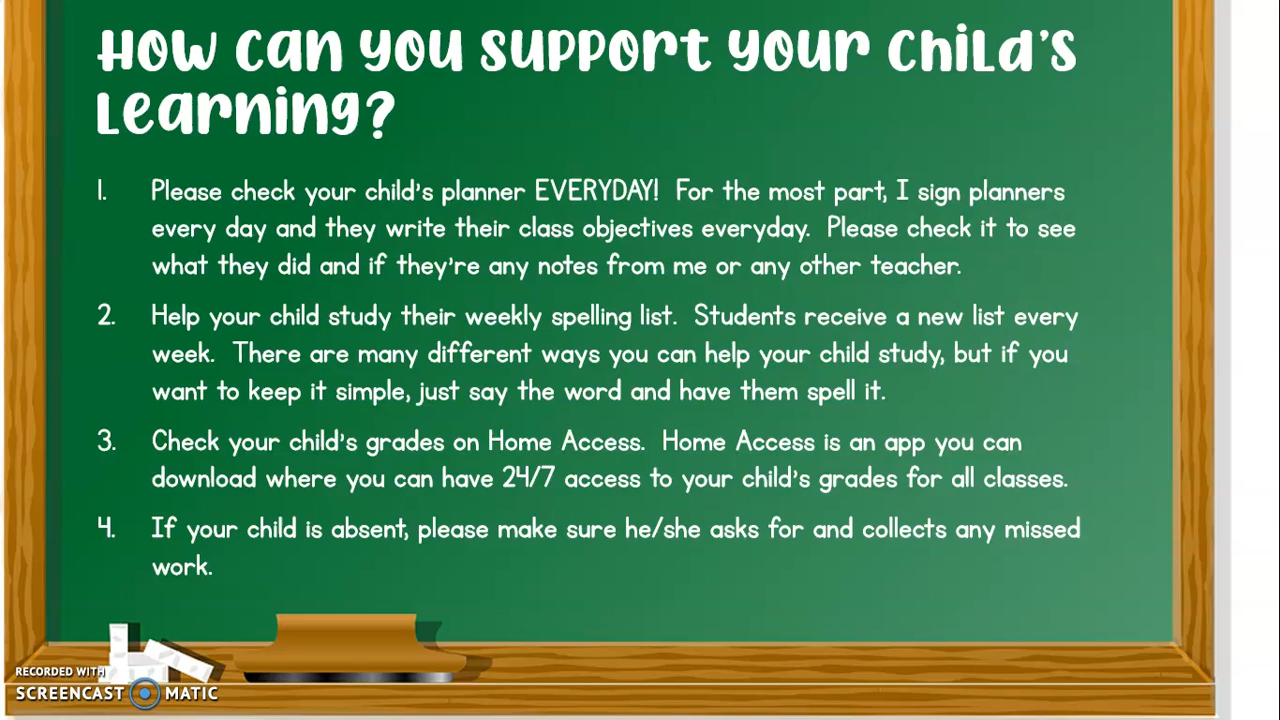 How can you support your child's
Learning?
1. Please check your child's planner EVERYDAY! For the most part, I sign planners
every day and they write their class objectives everyday. Please check it to see
what they did and if they're any notes from me or any other teacher.
2. Help your child study their weekly spelling list. Students receive a new list every
week. There are many different ways you can help your child study, but if you
want to keep it simple, just say the word and have them spell it.
3. Check your child's grades on Home Access. Home Access is an app you can
download where you can have 24/7 access to your child's grades for all classes.
4. If your child is absent, please make sure he/she asks for and collects any missed
work.
RECORDED WITH
SCREENCAST MATIC